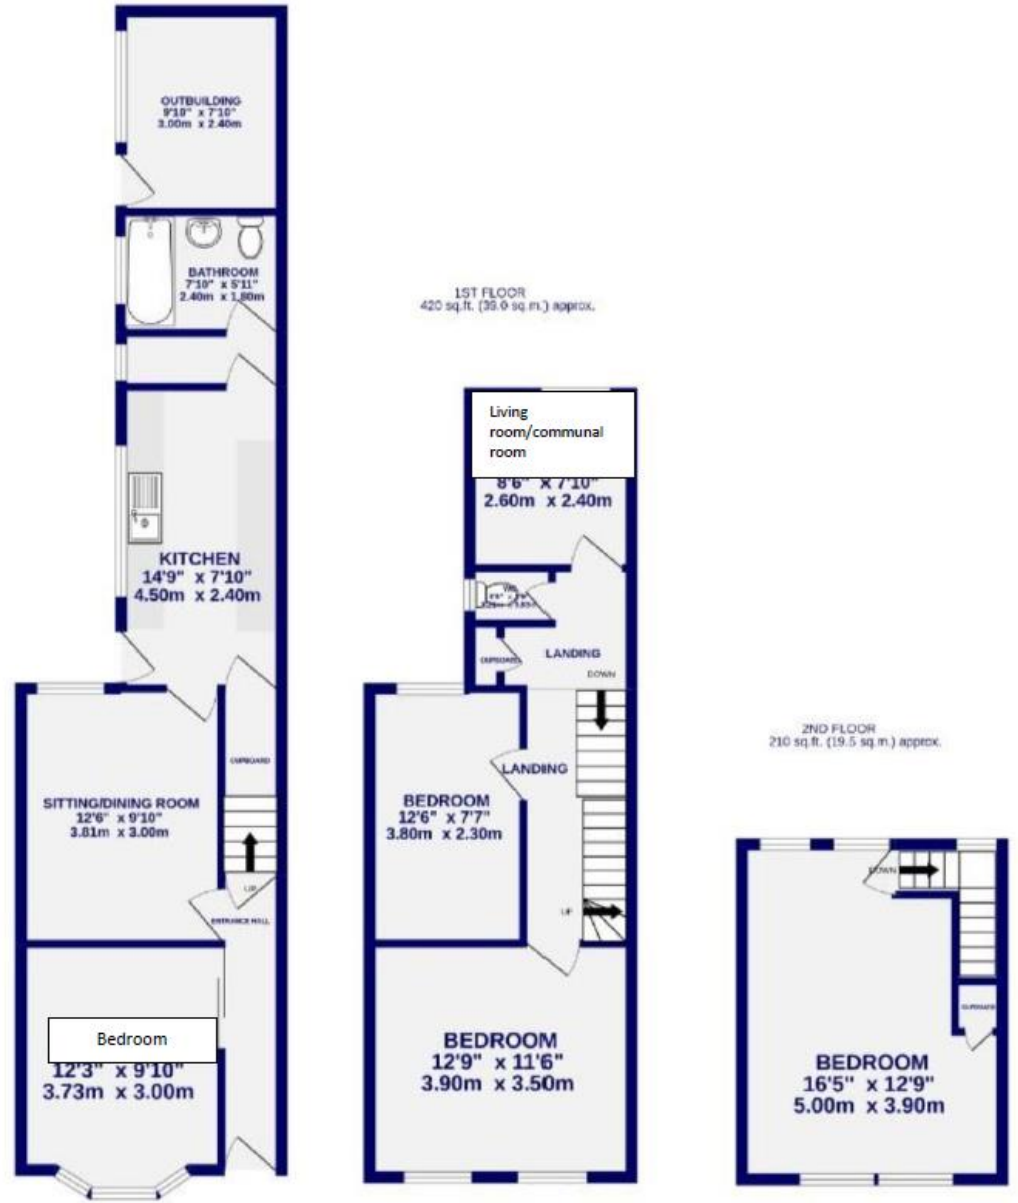 OUTBUILDING
9'10" x 7'10"
3.00m x 2.40m
BATHROOM
7'10" x 5'11"
2.40m x 1.80m
KITCHEN
14'9" x 7'10"
4.50m x 2.40m
CUPBOARD
SITTING/DINING ROOM
12'6" x 9'10"
3.81m x 3.00m
UP
ENTRANCE HALL
Bedroom
12'3" x 9'10"
3.73m x 3.00m
1ST FLOOR
420 sq.ft. (39.0 sq.m.) approx.
Living
room/communal
room
8'6" x 7'10"
2.60m x 2.40m
LANDING
CUPBOARD
DOWN
LANDING
BEDROOM
12'6" x 7'7"
3.80m x 2.30m
UP
BEDROOM
12'9" x 11'6"
3.90m x 3.50m
2ND FLOOR
210 sq.ft. (19.5 sq.m.) approx.
DOWN
CUPBOARD
BEDROOM
16'5" x 12'9"
5.00m x 3.90m